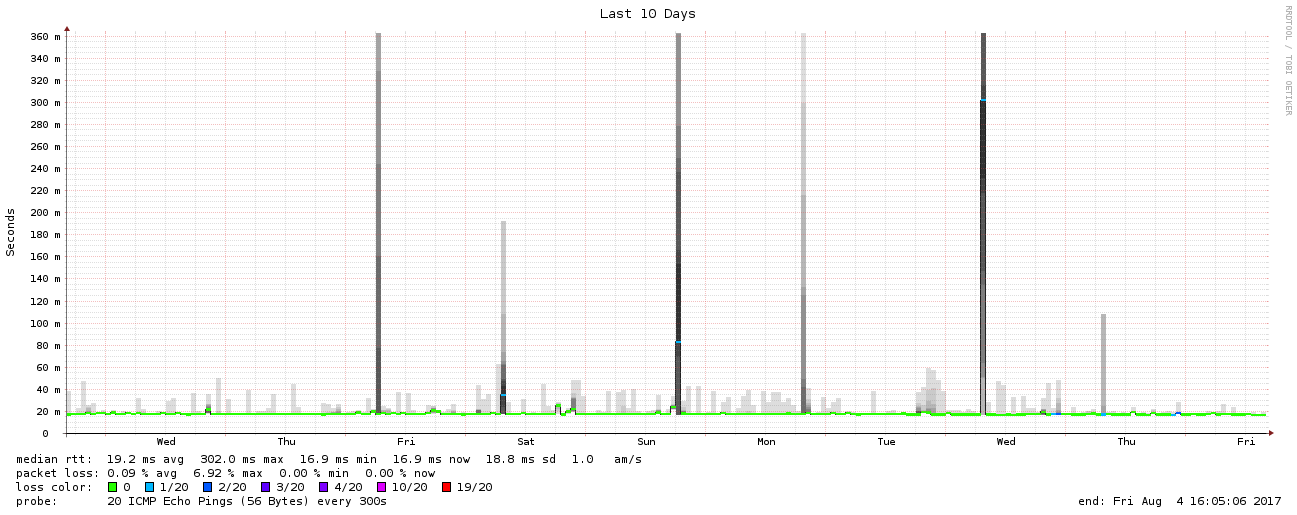 Last 10 Days
RRDTOOL / TOBI OETIKER
Seconds
360 m
340 m
320 m
300 m
280 m
260 m
240 m
220 m
200 m
180 m
160 m
140 m
120 m
100 m
80 m
60 m
40 m
20 m
0
Wed Thu Fri Sat Sun Mon Tue Wed Thu Fri
median rtt: 19.2 ms avg 302.0 ms max 16.9 ms min 16.9 ms now 18.8 ms sd 1.0 am/s
packet loss: 0.09 % avg 6.92 % max 0.00 % min 0.00 % now
loss color: 0 1/20 2/20 3/20 4/20 10/20 19/20
probe: 20 ICMP Echo Pings (56 Bytes) every 300s end: Fri Aug 4 16:05:06 2017